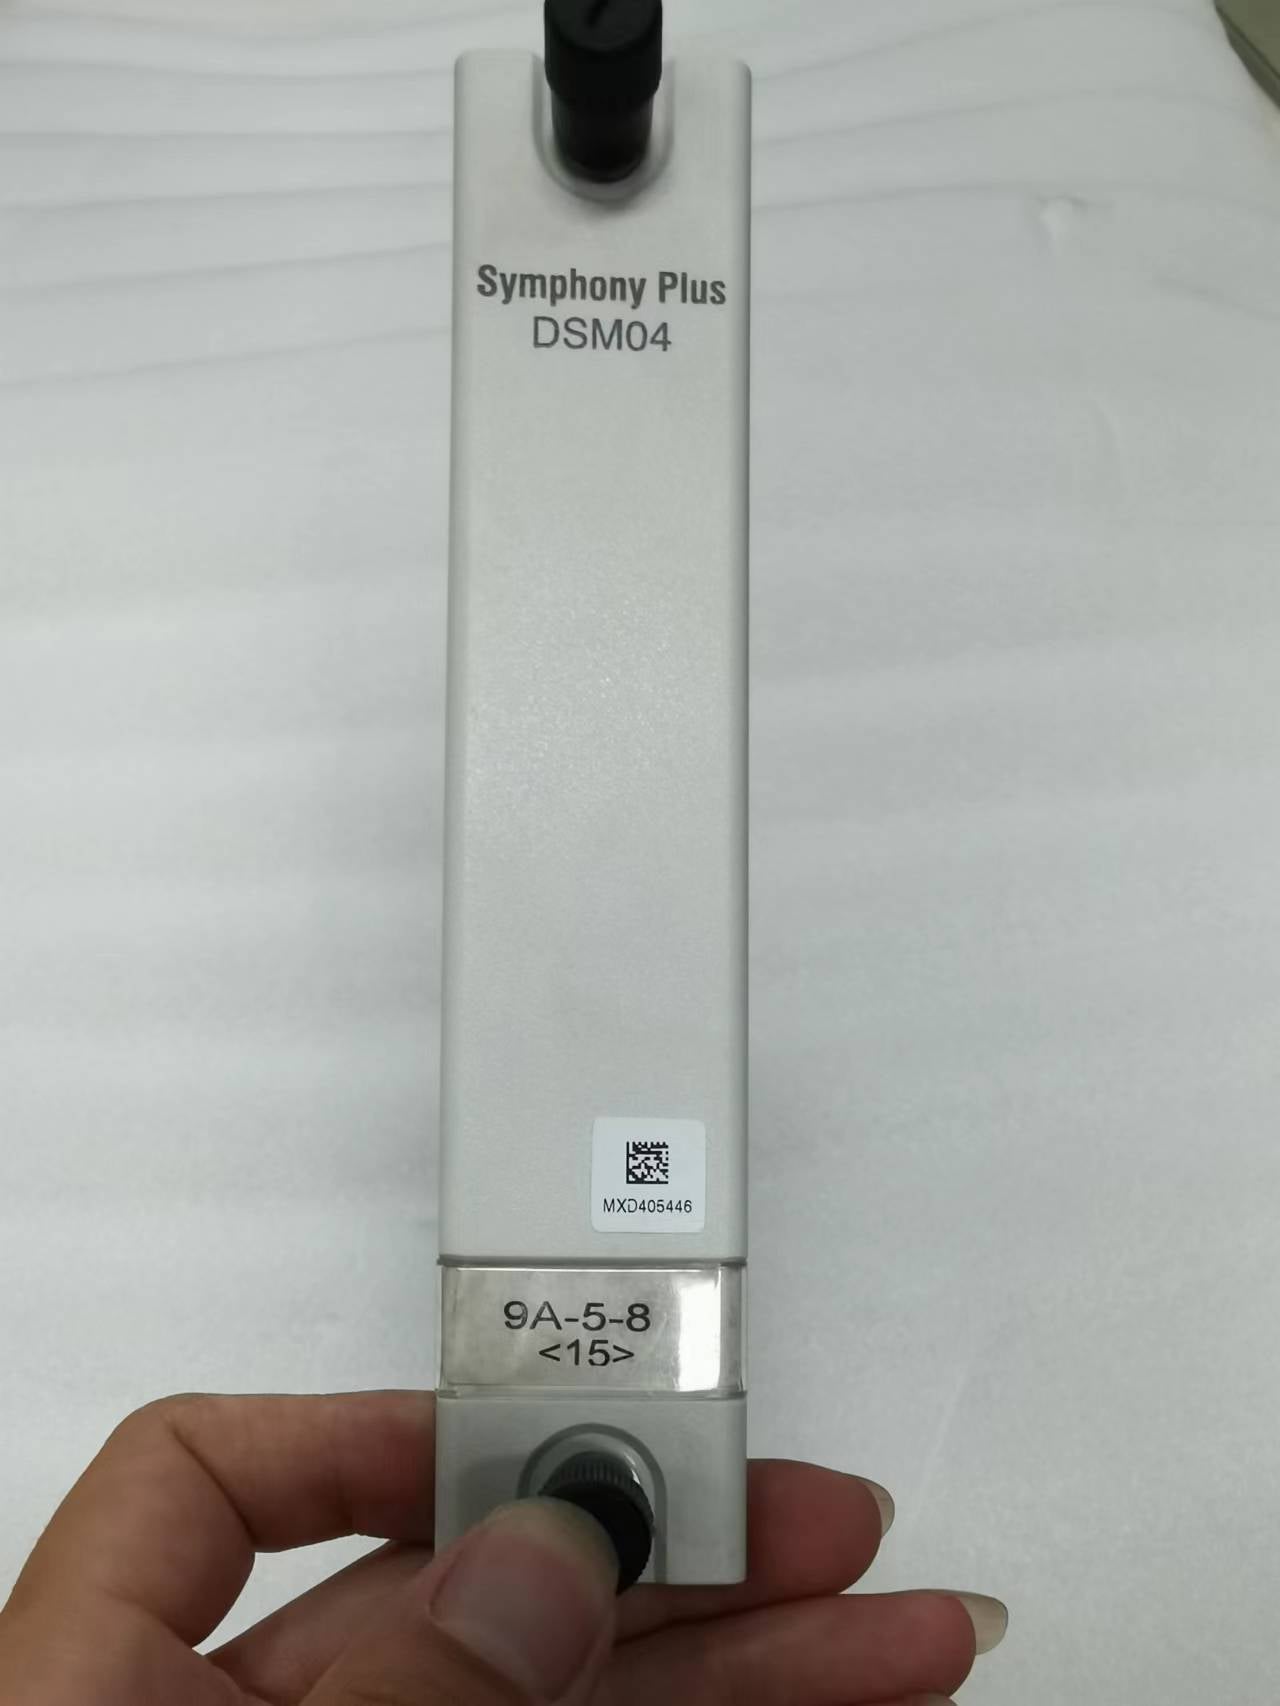 Symphony Plus
DSM04
MXD405446
9A-5-8
<15>